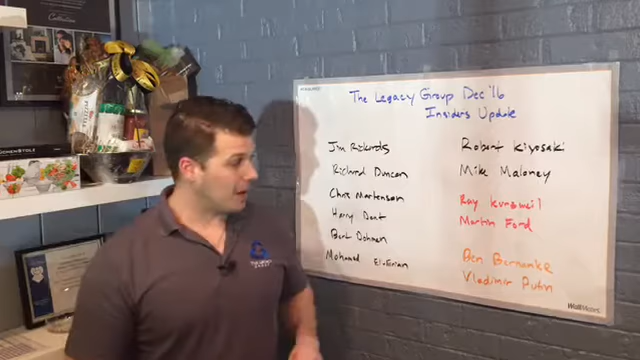 The Legacy Group Dec '16
Insiders Update
Jim Rickards
Richard Duncan
Chris Martenson
Harry Dent
Bert Dohmen
Mohamed El-Erian
Robert Kiyosaki
Mike Maloney
Ray Kurzweil
Martin Ford
Ben Bernanke
Vladimir Putin